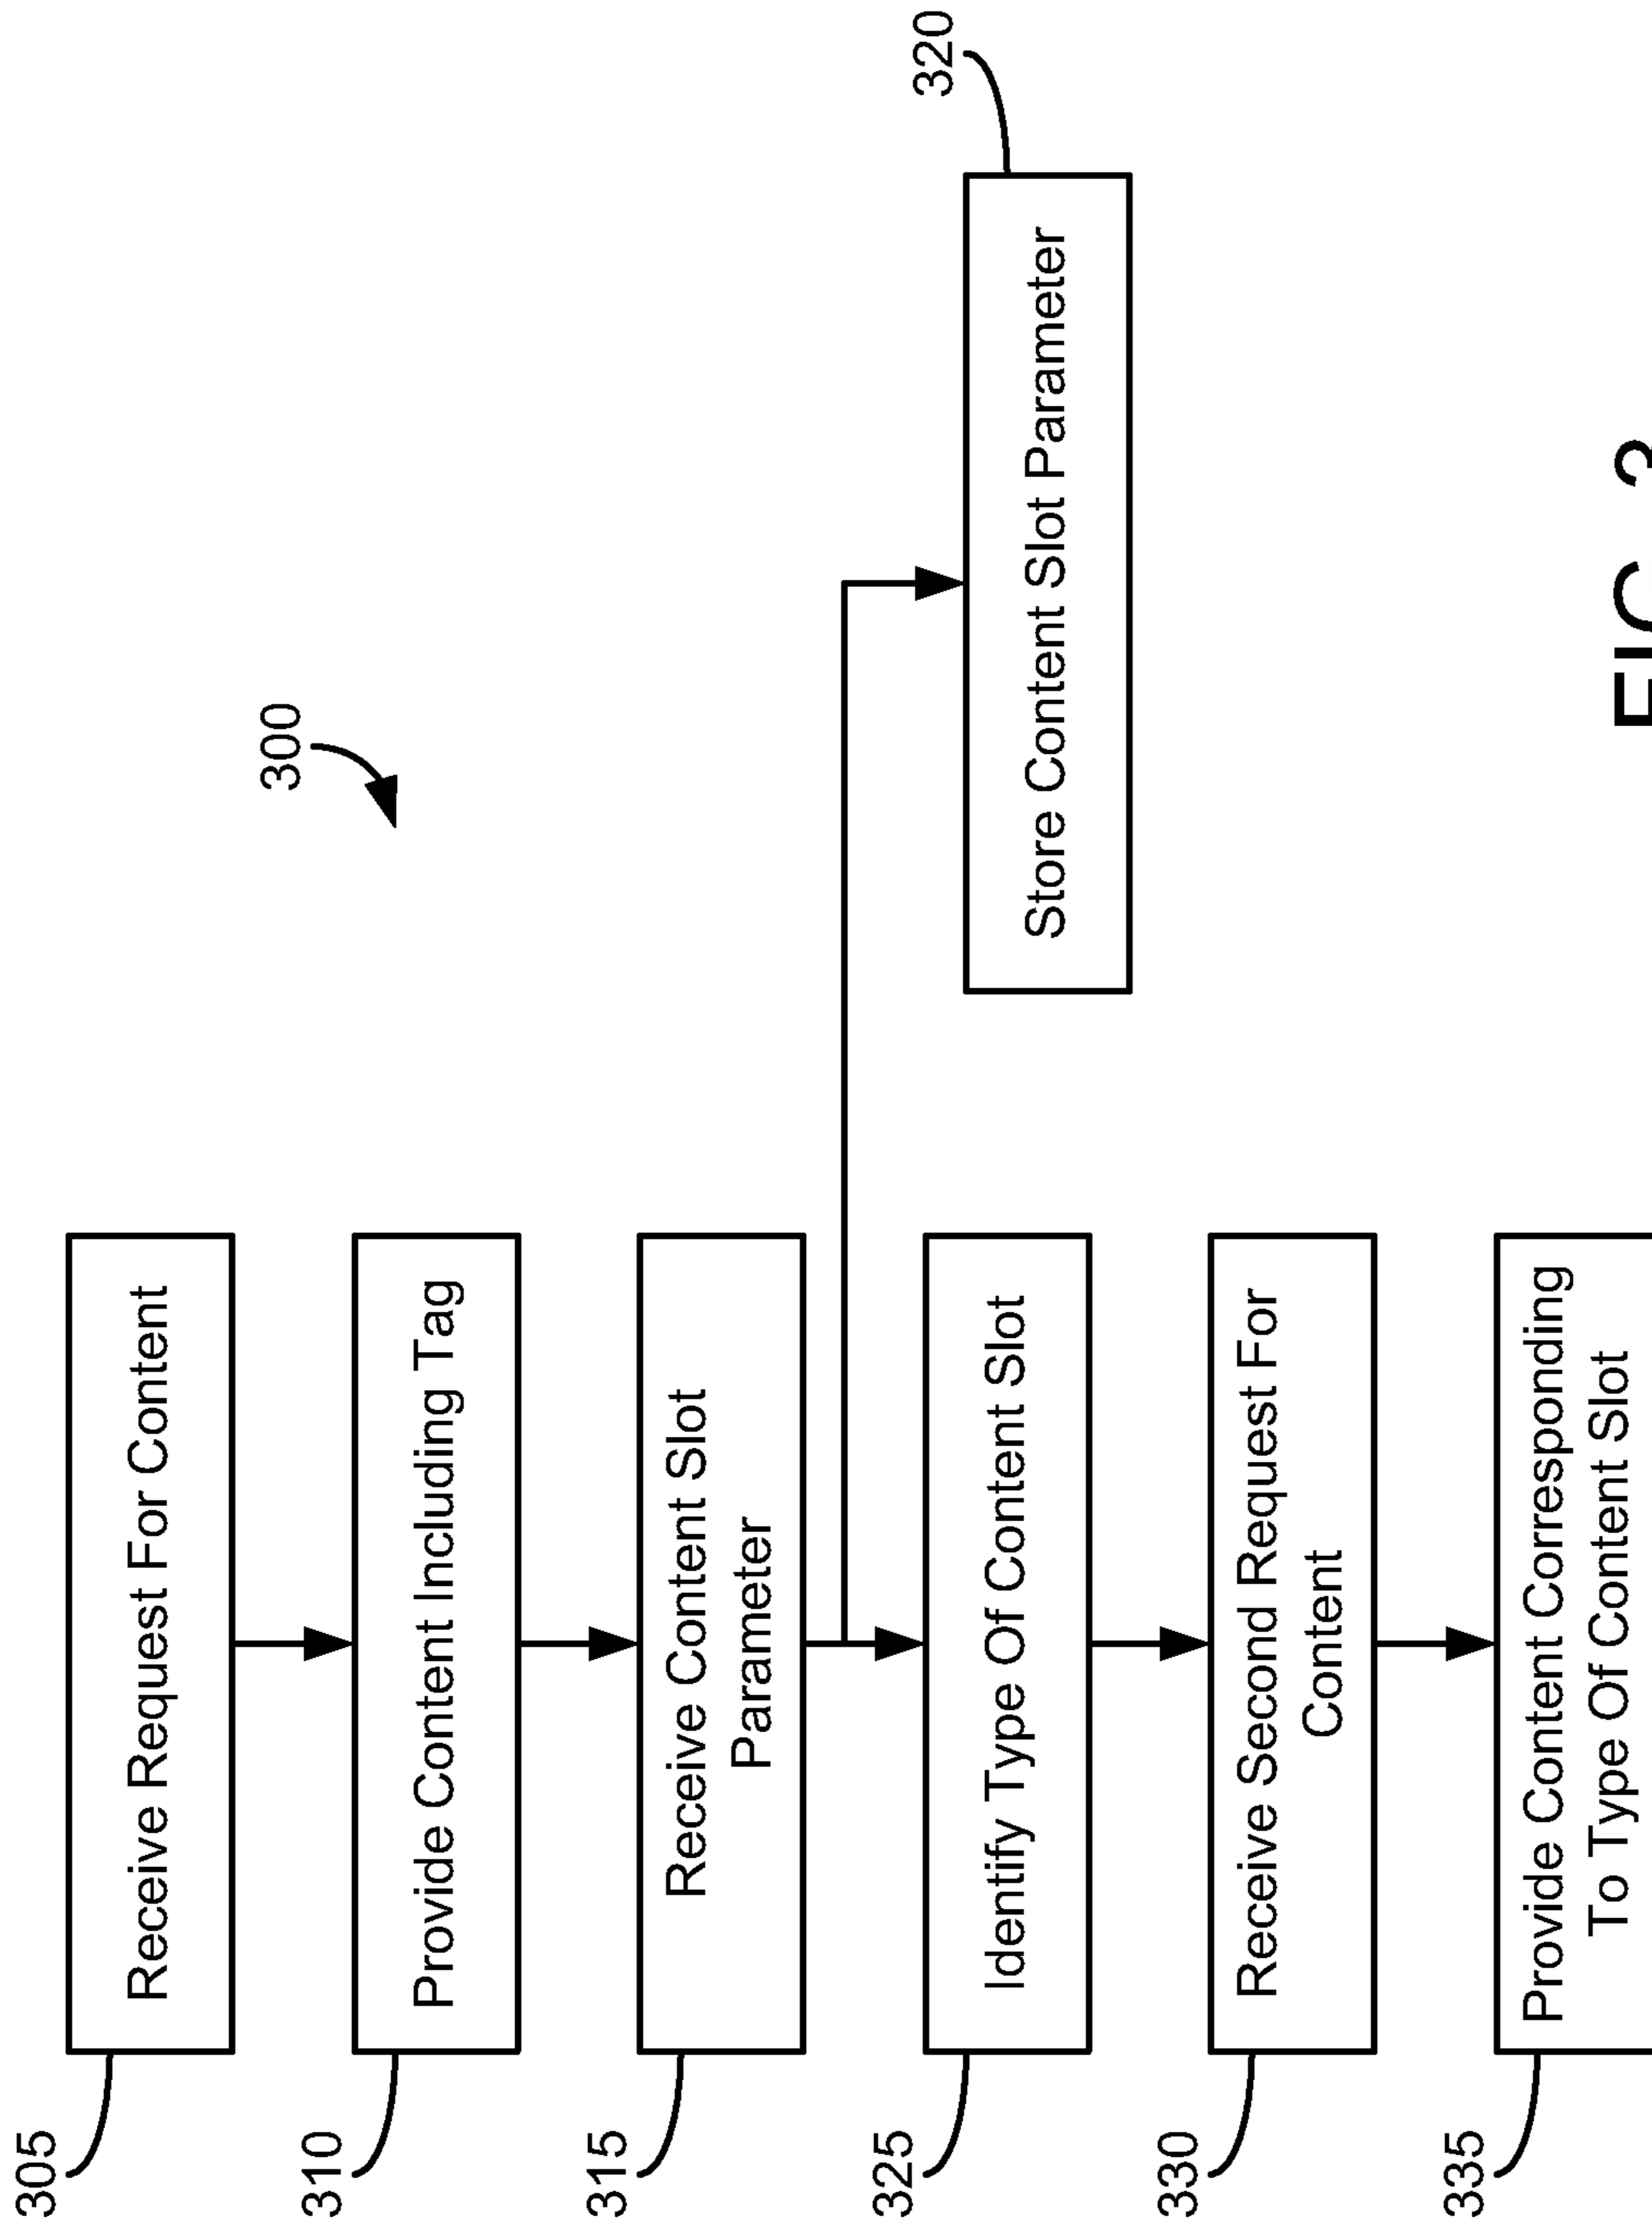 300
305
Receive Request For Content
310
Provide Content Including Tag
315
Receive Content Slot
Parameter
320
Store Content Slot Parameter
325
Identify Type Of Content Slot
330
Receive Second Request For
Content
335
Provide Content Corresponding
To Type Of Content Slot